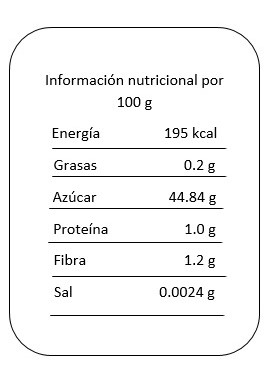 Información nutricional por
100 g
Energía 195 kcal
Grasas 0.2 g
Azúcar 44.84 g
Proteína 1.0 g
Fibra 1.2 g
Sal 0.0024 g